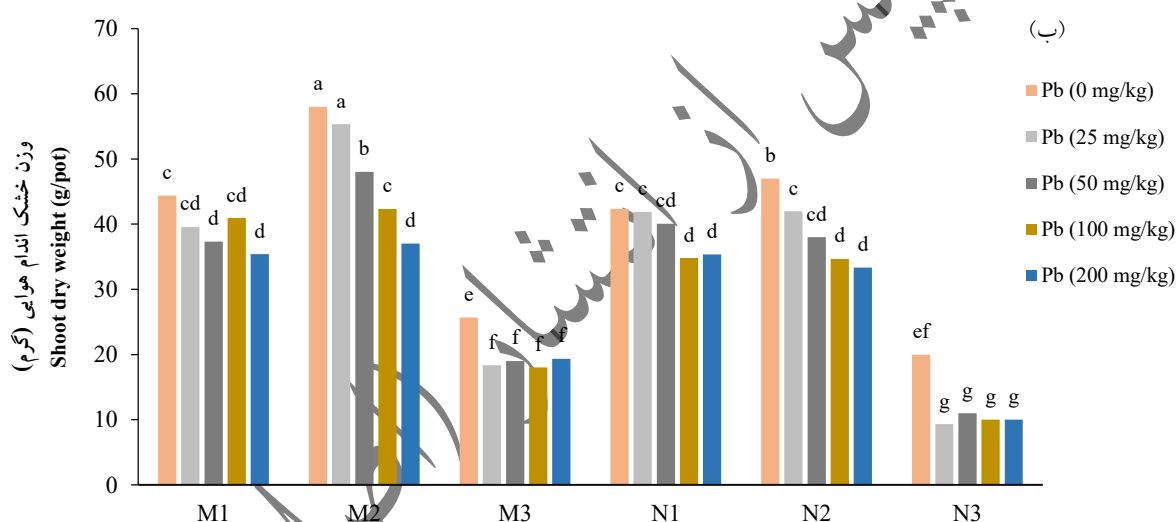 (ب)
70
60
50
40
30
20
10
0
وزن خشک اندام هوایی (گرم)
Shoot dry weight (g/pot)
c
cd
d
cd
d
a
a
b
c
d
e
f
f
f
f
c
c
cd
d
d
b
c
cd
d
d
ef
g
g
g
g
M1
M2
M3
N1
N2
N3
Pb (0 mg/kg)
Pb (25 mg/kg)
Pb (50 mg/kg)
Pb (100 mg/kg)
Pb (200 mg/kg)